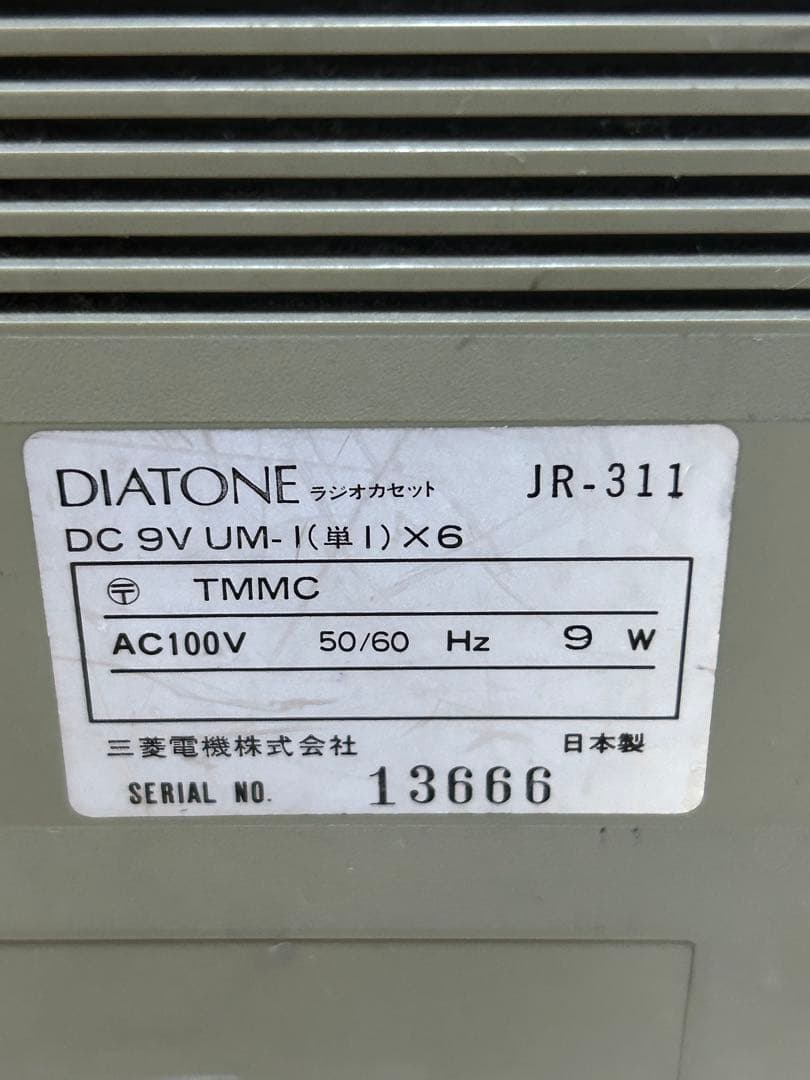 DIATONE ラジオカセット JR-311
DC 9V UM-1(単1)×6
〶 TMMC
AC100V 50/60 Hz 9 W
三菱電機株式会社 日本製
SERIAL NO. 13666